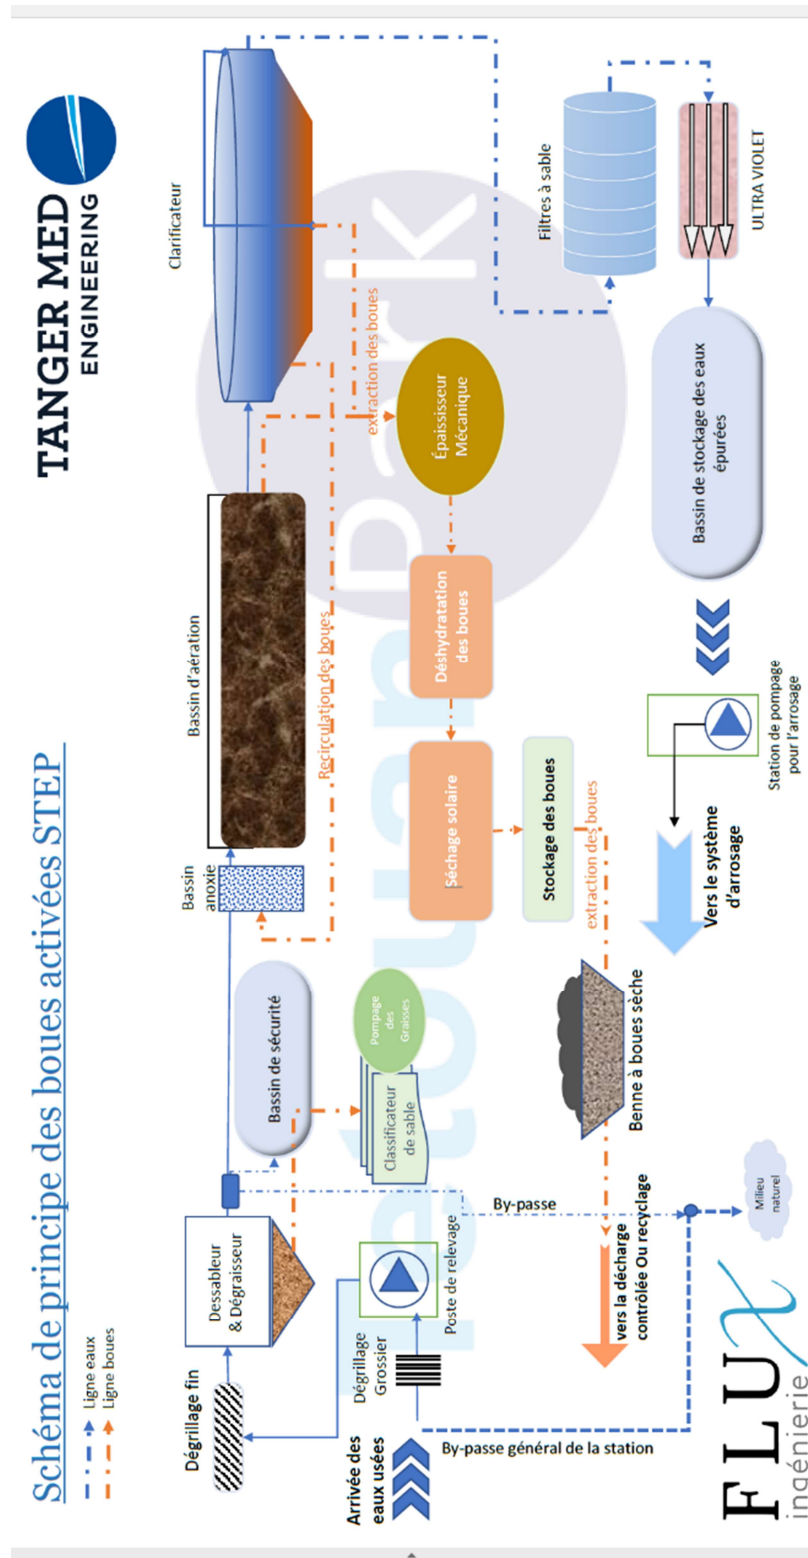 Schéma de principe des boues activées STEP
TANGER MED
ENGINEERING
Ligne eaux
Ligne boues
Dégrillage fin
Dessableur
& Dégraisseur
Bassin
anoxie
Bassin d'aération
Clarificateur
Bassin de sécurité
Recirculation des boues
extraction des boues
Arrivée des
eaux usées
Dégrillage
Grossier
Poste de relevage
Classificateur
de sable
Pompage
des
Graisses
Séchage solaire
Déshydratation
des boues
Épaississeur
Mécanique
Filtres à sable
Stockage des boues
extraction des boues
By-passe
By-passe général de la station
vers la décharge
contrôlée Ou recyclage
Benne à boues sèche
Vers le système
d'arrosage
Station de pompage
pour l'arrosage
Bassin de stockage des eaux
épurées
ULTRA VIOLET
Milieu
naturel
FLUX
ingénierie
Tetouan Park